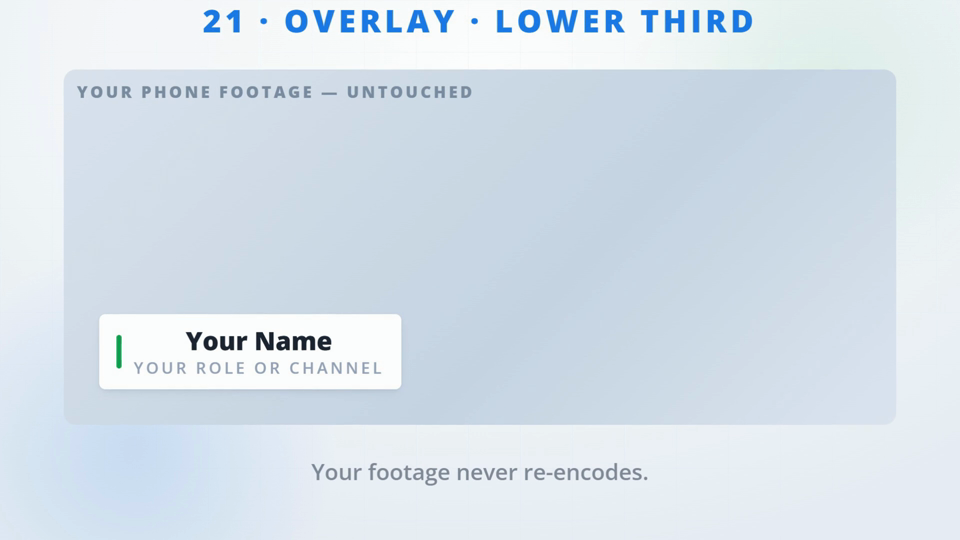 21 · OVERLAY · LOWER THIRD
YOUR PHONE FOOTAGE — UNTOUCHED
Your Name
YOUR ROLE OR CHANNEL
Your footage never re-encodes.